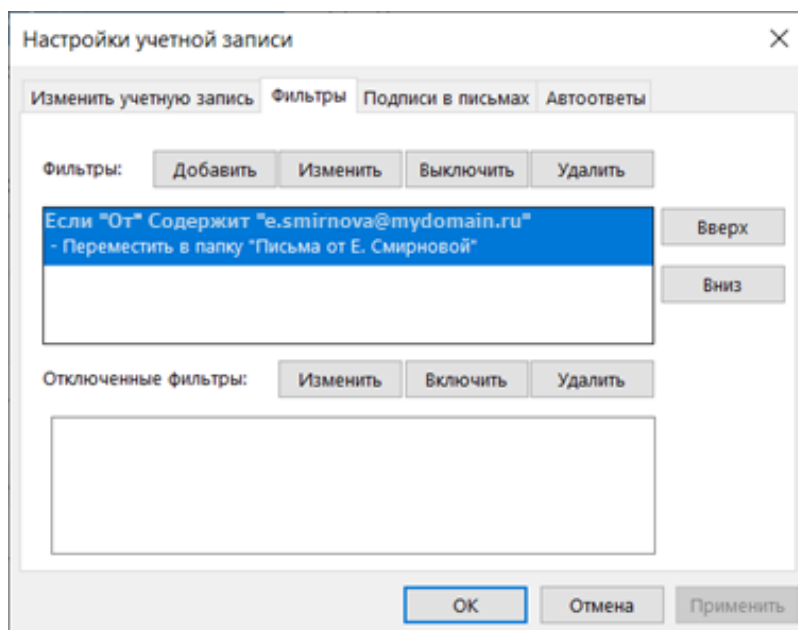 Настройки учетной записи
Изменить учетную запись Фильтры Подписи в письмах Автоответы
Фильтры: Добавить Изменить Выключить Удалить
Если "От" Содержит "e.smirnova@mydomain.ru"
- Переместить в папку "Письма от Е. Смирновой"
Вверх
Вниз
Отключенные фильтры: Изменить Включить Удалить
ОК Отмена Применить